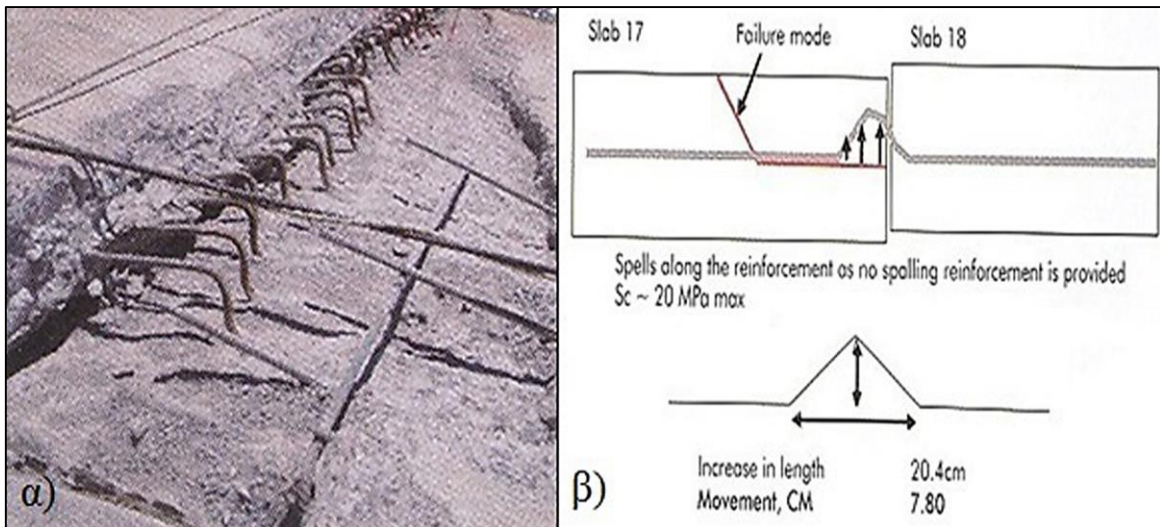 α)
Slab 17
Failure mode
Slab 18
Spells along the reinforcement as no spalling reinforcement is provided
Sc ~ 20 MPa max
Increase in length 20.4cm
Movement, CM 7.80
β)